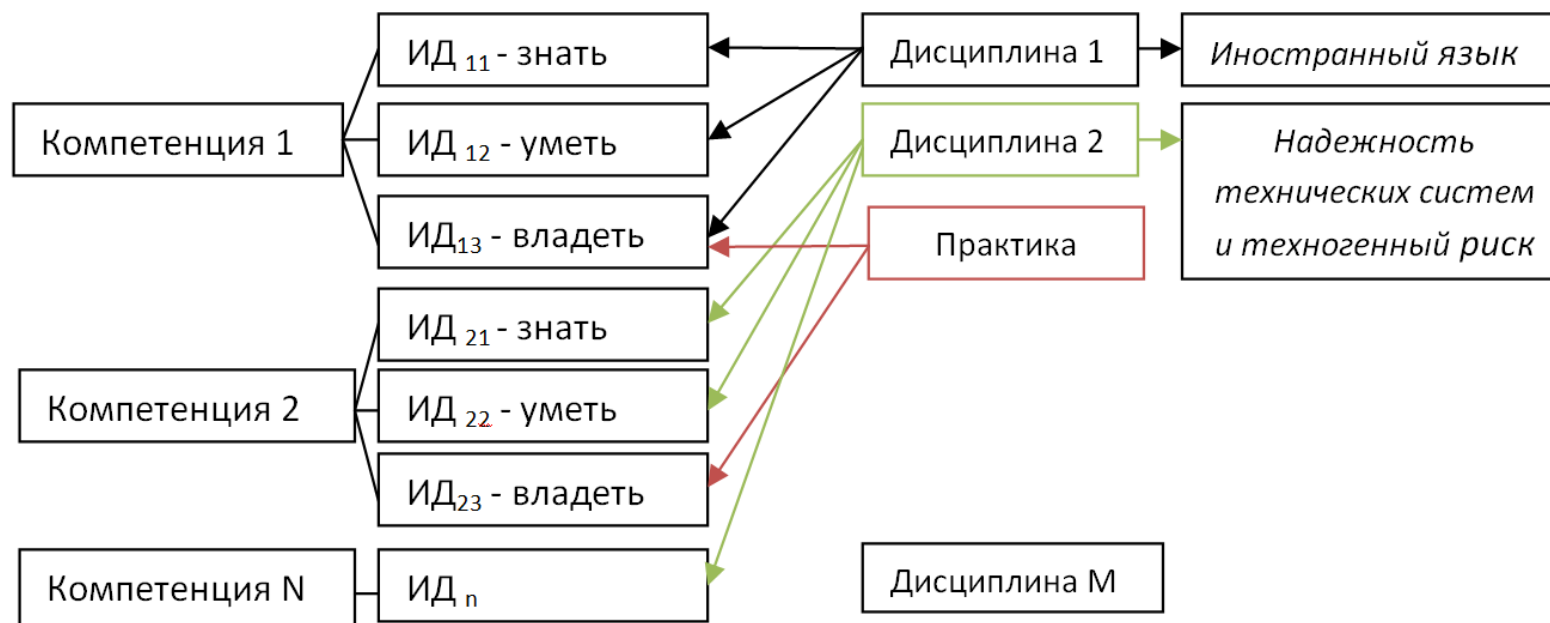 ИД 11 - знать
Дисциплина 1
Иностранный язык
Компетенция 1
ИД 12 - уметь
Дисциплина 2
Надежность
технических систем
и техногенный риск
ИД13 - владеть
Практика
ИД 21 - знать
Компетенция 2
ИД 22 - уметь
ИД23 - владеть
Компетенция N
ИД n
Дисциплина М